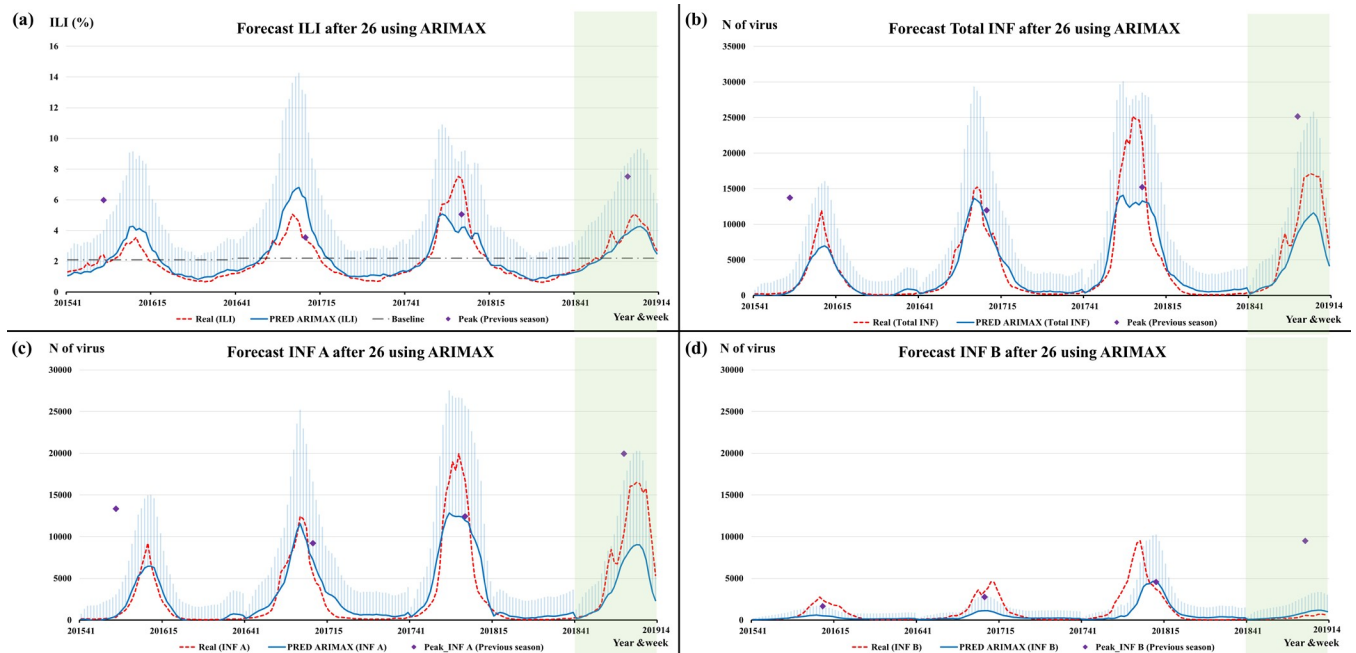 (a) ILI (%)
Forecast ILI after 26 using ARIMAX
16
14
12
10
8
6
4
2
0
201541 201615 201641 201715 201741 201815 201841 201914
Real (ILI) PRED ARIMAX (ILI) Baseline Peak (Previous season) Year &week
(b) N of virus
Forecast Total INF after 26 using ARIMAX
35000
30000
25000
20000
15000
10000
5000
0
201541 201615 201641 201715 201741 201815 201841 201914
Real (Total INF) PRED ARIMAX (Total INF) Peak (Previous season) Year &week
(c) N of virus
Forecast INF A after 26 using ARIMAX
30000
25000
20000
15000
10000
5000
0
201541 201615 201641 201715 201741 201815 201841 201914
Real (INF A) PRED ARIMAX (INF A) Peak_INF A (Previous season) Year &week
(d) N of virus
Forecast INF B after 26 using ARIMAX
30000
25000
20000
15000
10000
5000
0
201541 201615 201641 201715 201741 201815 201841 201914
Real (INF B) PRED ARIMAX (INF B) Peak_INF B (Previous season) Year &week